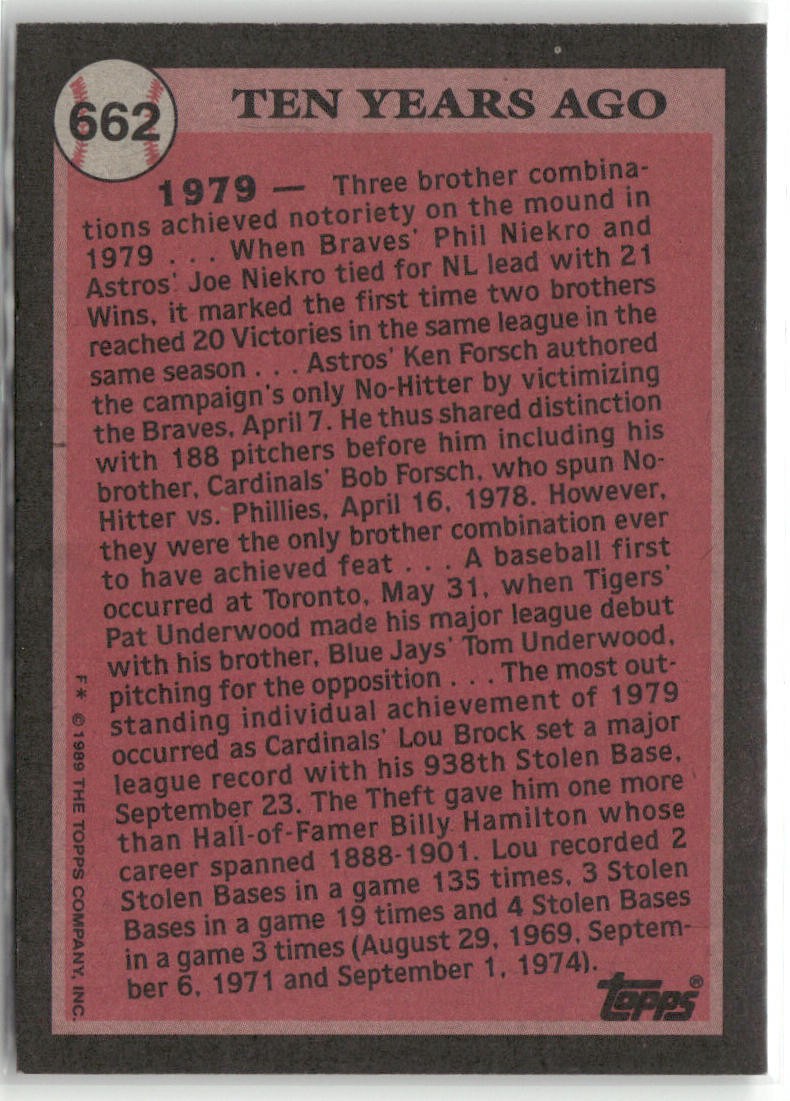 662
TEN YEARS AGO
1979 — Three brother combina-
tions achieved notoriety on the mound in
1979 . . . When Braves' Phil Niekro and
Astros' Joe Niekro tied for NL lead with 21
Wins, it marked the first time two brothers
reached 20 Victories in the same league in the
same season . . . Astros' Ken Forsch authored
the campaign's only No-Hitter by victimizing
the Braves, April 7. He thus shared distinction
with 188 pitchers before him including his
brother, Cardinals' Bob Forsch, who spun No-
Hitter vs. Phillies, April 16, 1978. However,
they were the only brother combination ever
to have achieved feat . . . A baseball first
occurred at Toronto, May 31, when Tigers'
Pat Underwood made his major league debut
with his brother, Blue Jays' Tom Underwood,
pitching for the opposition . . . The most out-
standing individual achievement of 1979
occurred as Cardinals' Lou Brock set a major
league record with his 938th Stolen Base,
September 23. The Theft gave him one more
than Hall-of-Famer Billy Hamilton whose
career spanned 1888-1901. Lou recorded 2
Stolen Bases in a game 135 times, 3 Stolen
Bases in a game 19 times and 4 Stolen Bases
in a game 3 times (August 29, 1969, Septem-
ber 6, 1971 and September 1, 1974).
F* © 1989 THE TOPPS COMPANY, INC.
topps®